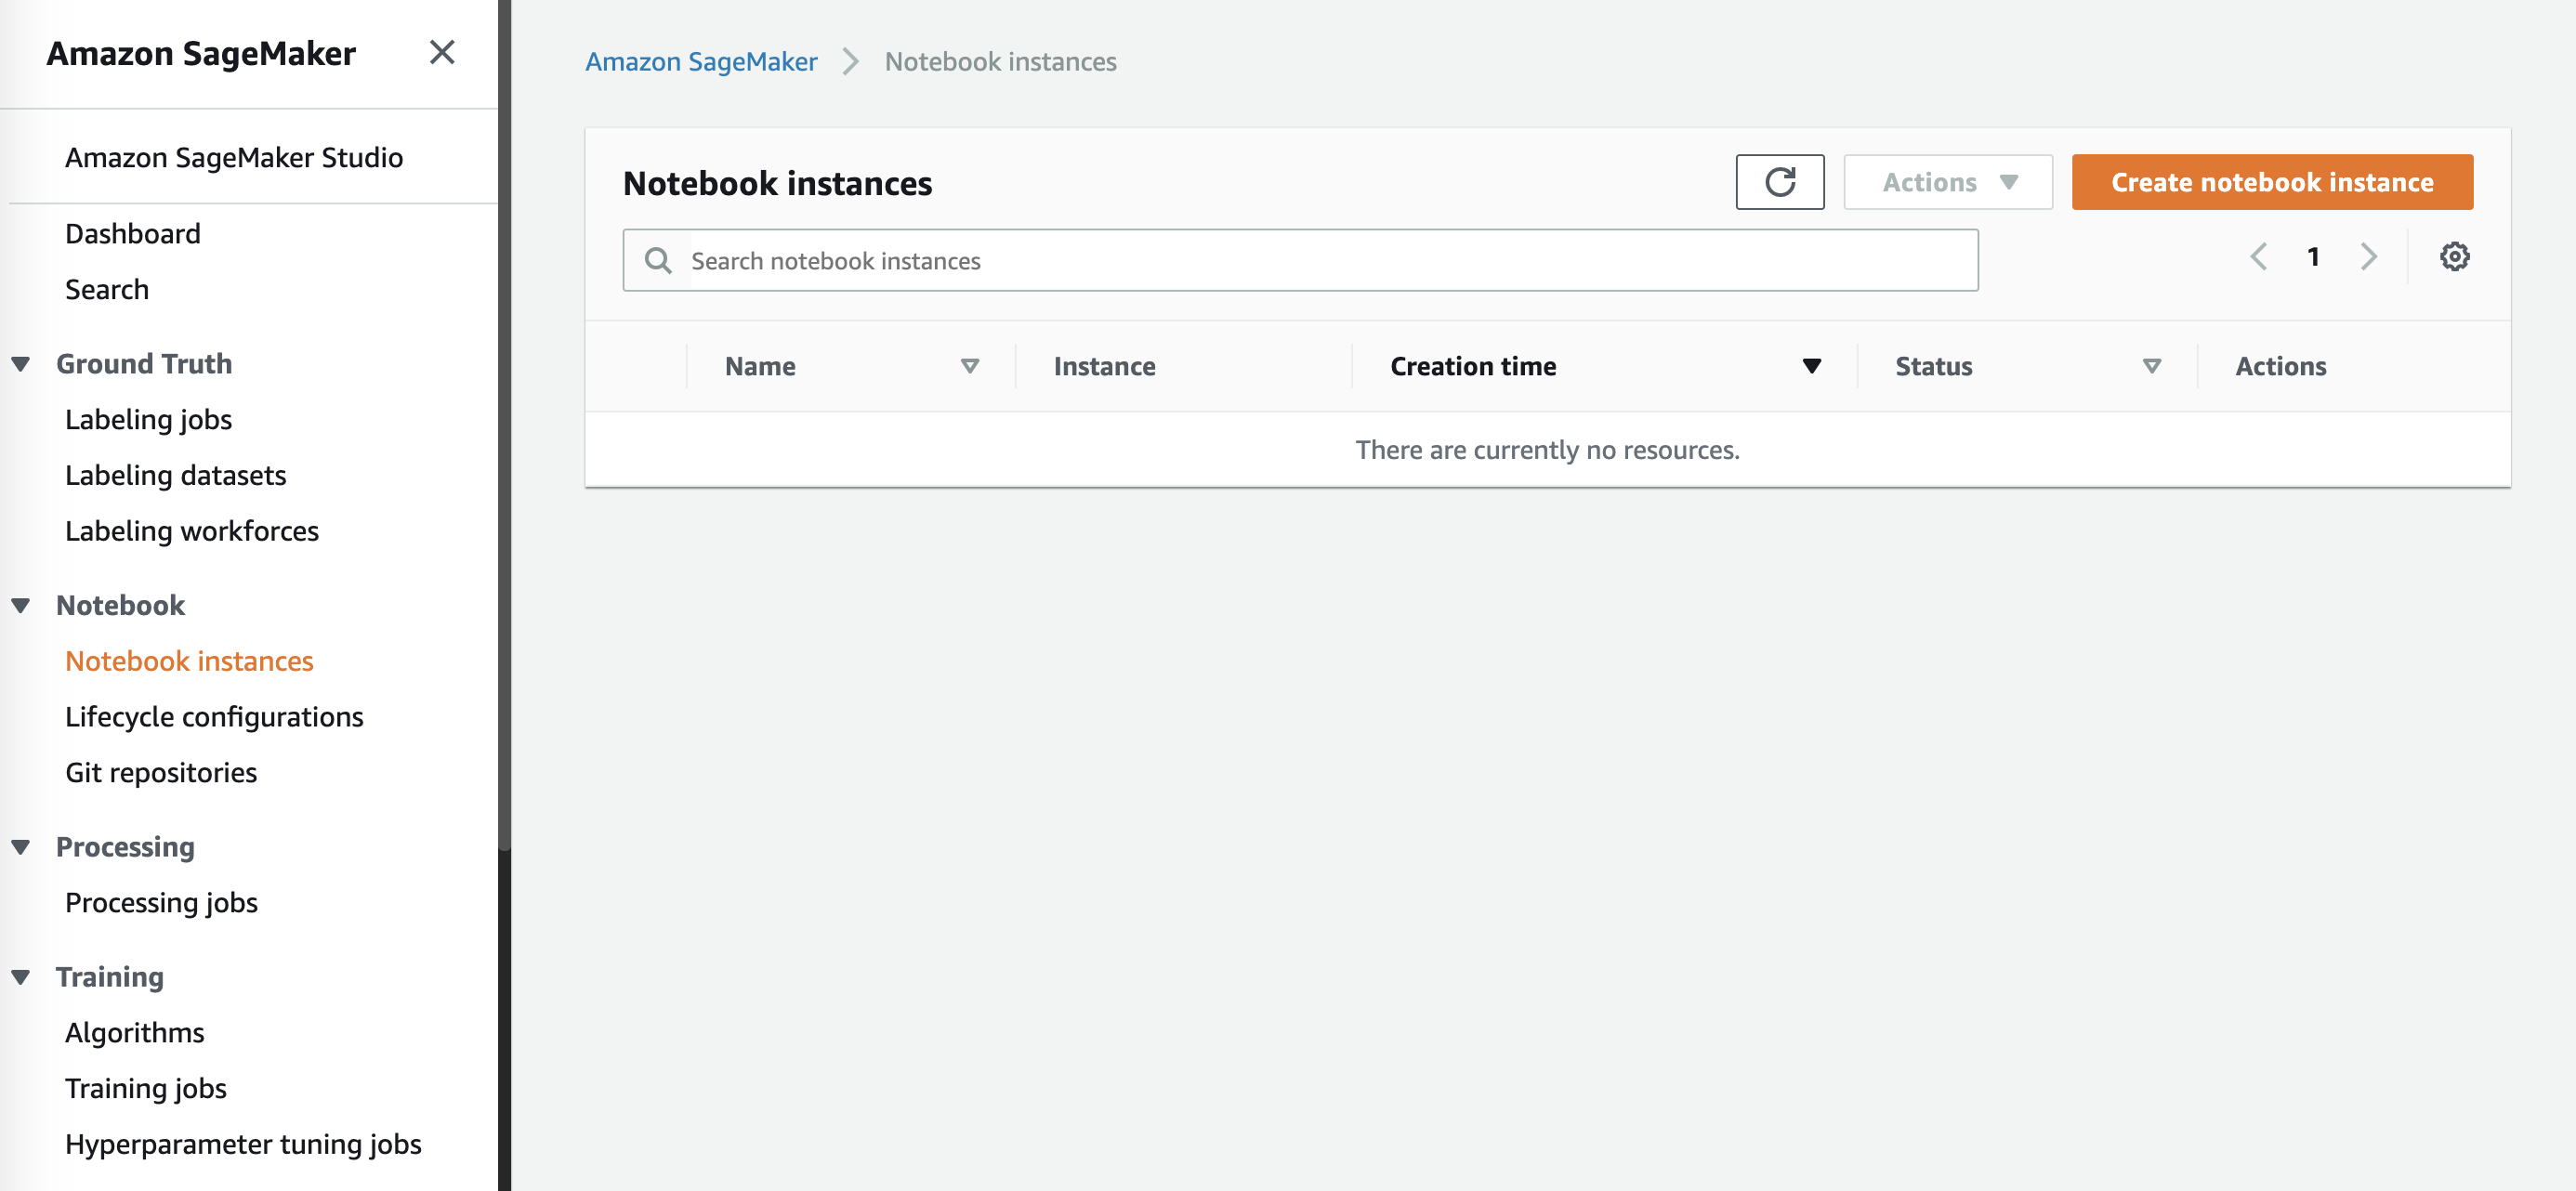 Amazon SageMaker
Amazon SageMaker Studio
Dashboard
Search
Ground Truth
Labeling jobs
Labeling datasets
Labeling workforces
Notebook
Notebook instances
Lifecycle configurations
Git repositories
Processing
Processing jobs
Training
Algorithms
Training jobs
Hyperparameter tuning jobs
Amazon SageMaker Notebook instances
Notebook instances Actions Create notebook instance
Search notebook instances 1
Name Instance Creation time Status Actions
There are currently no resources.